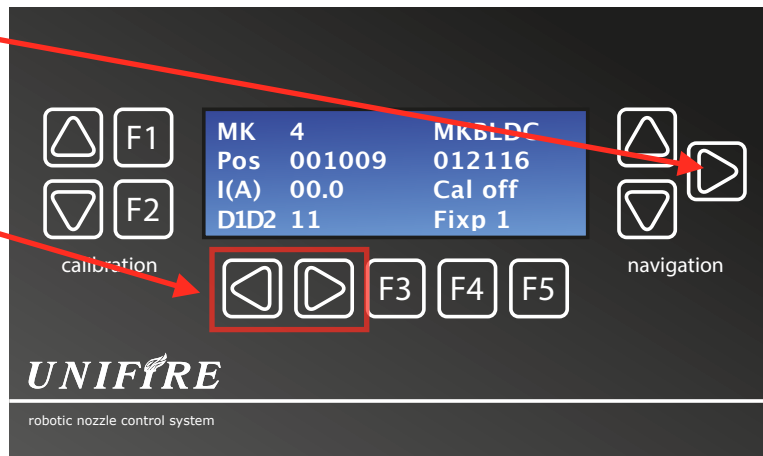 F1
F2
calibration
MK 4 MKBLDC
Pos 001009 012116
I(A) 00.0 Cal off
D1D2 11 Fixp 1
F3 F4 F5
navigation
UNIFIRE
robotic nozzle control system